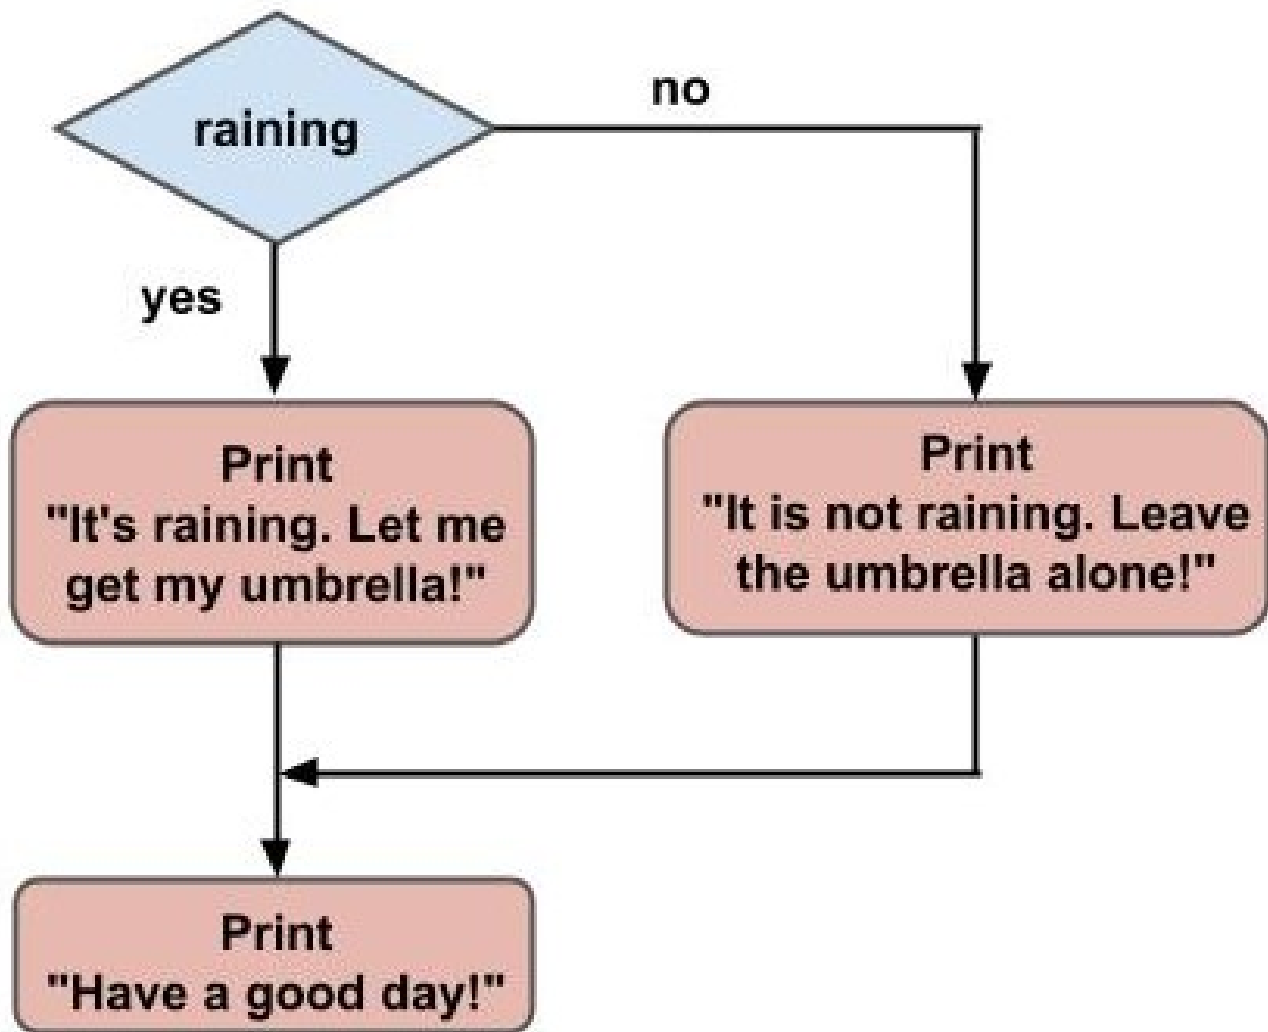 raining
no
yes
Print
"It's raining. Let me
get my umbrella!"
Print
"It is not raining. Leave
the umbrella alone!"
Print
"Have a good day!"